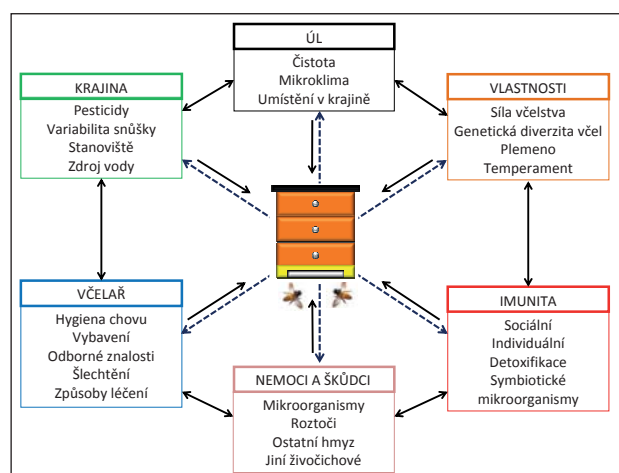 ÚL
Čistota
Mikroklima
Umístění v krajině
KRAJINA
Pesticidy
Variabilita snůšky
Stanoviště
Zdroj vody
VLASTNOSTI
Síla včelstva
Genetická diverzita včel
Plemeno
Temperament
VČELAŘ
Hygiena chovu
Vybavení
Odborné znalosti
Šlechtění
Způsoby léčení
IMUNITA
Sociální
Individuální
Detoxifikace
Symbiotické
mikroorganismy
NEMOCI A ŠKŮDCI
Mikroorganismy
Roztoči
Ostatní hmyz
Jiní živočichové